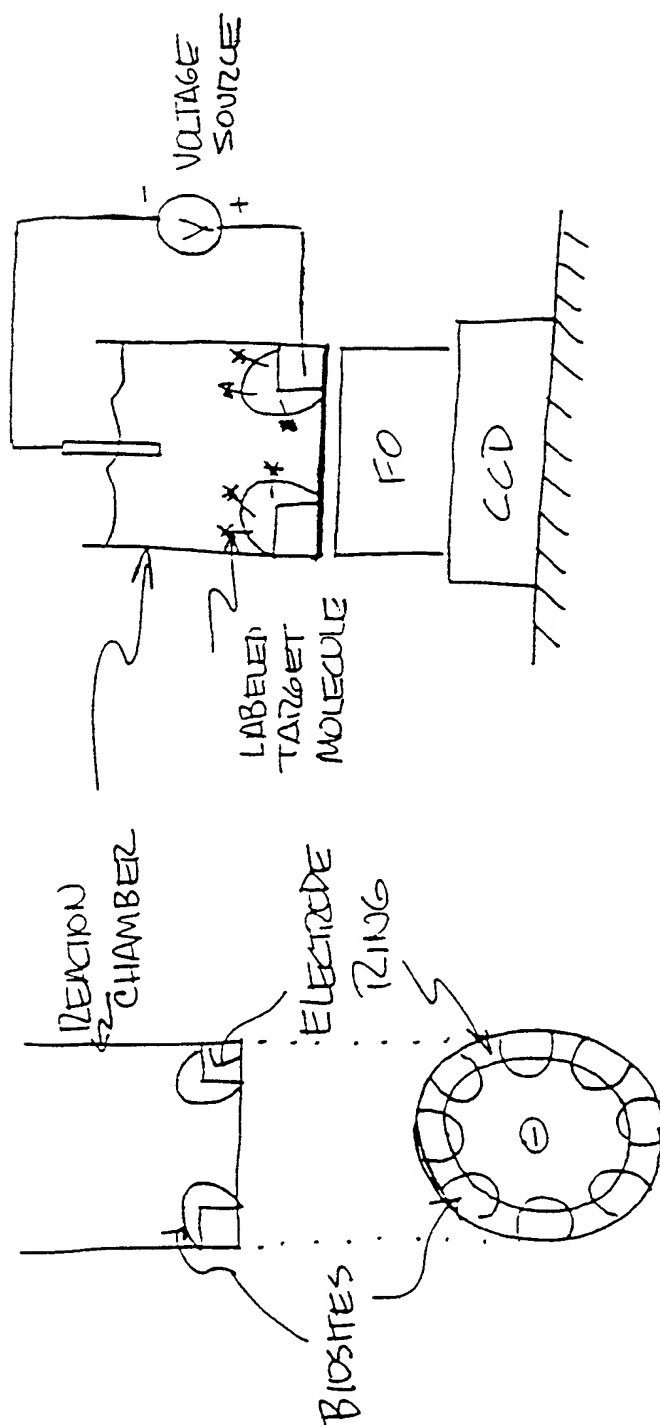 REACTION
CHAMBER
ELECTRODE
RING
BIOSITES
-
LABELED
TARGET
MOLECULE
-
V
+
VOLTAGE
SOURCE
FO
CCD